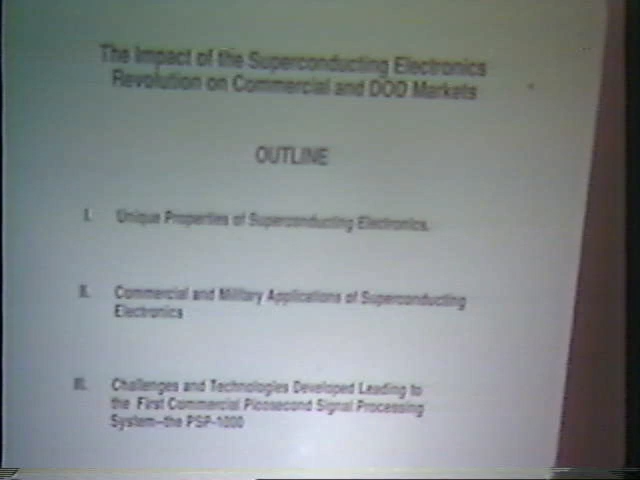 The Impact of the Superconducting Electronics
Revolution on Commercial and DOD Markets
OUTLINE
I. Unique Properties of Superconducting Electronics.
II. Commercial and Military Applications of Superconducting
Electronics
III. Challenges and Technologies Developed Leading to
the First Commercial Picosecond Signal Processing
System--the PSP-1000